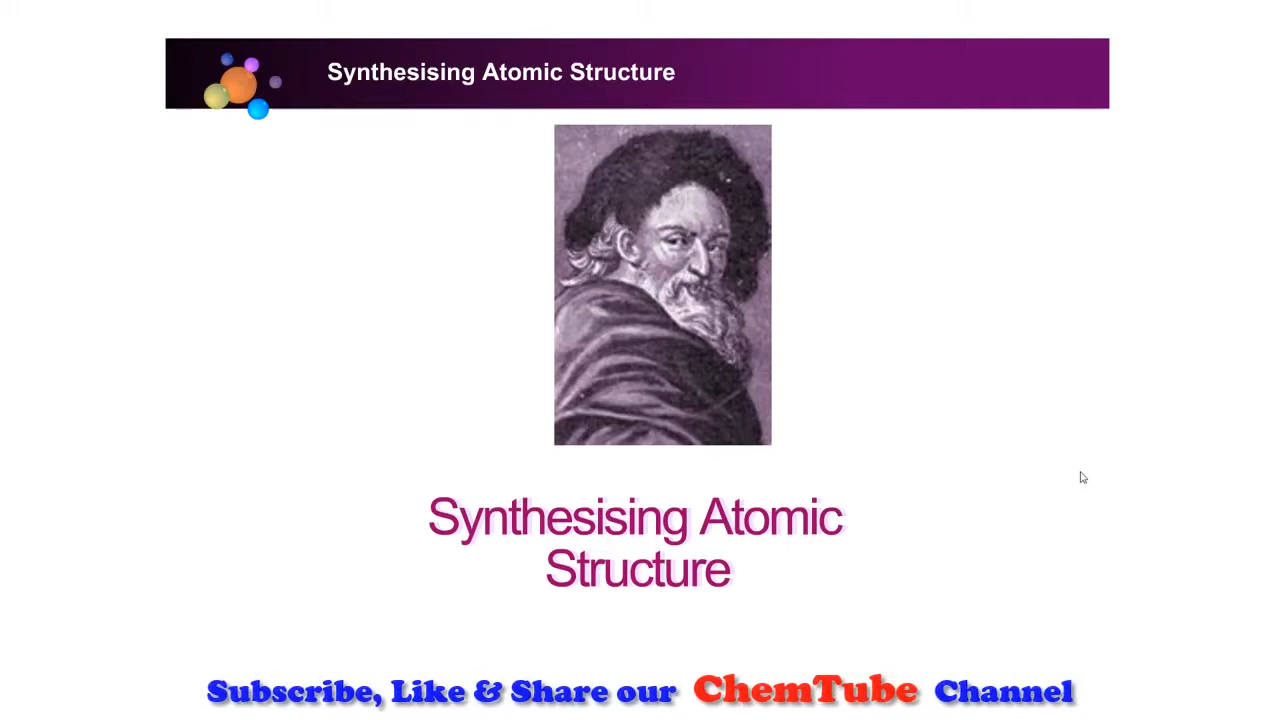 Synthesising Atomic Structure
Synthesising Atomic
Structure
Subscribe, Like & Share our ChemTube Channel